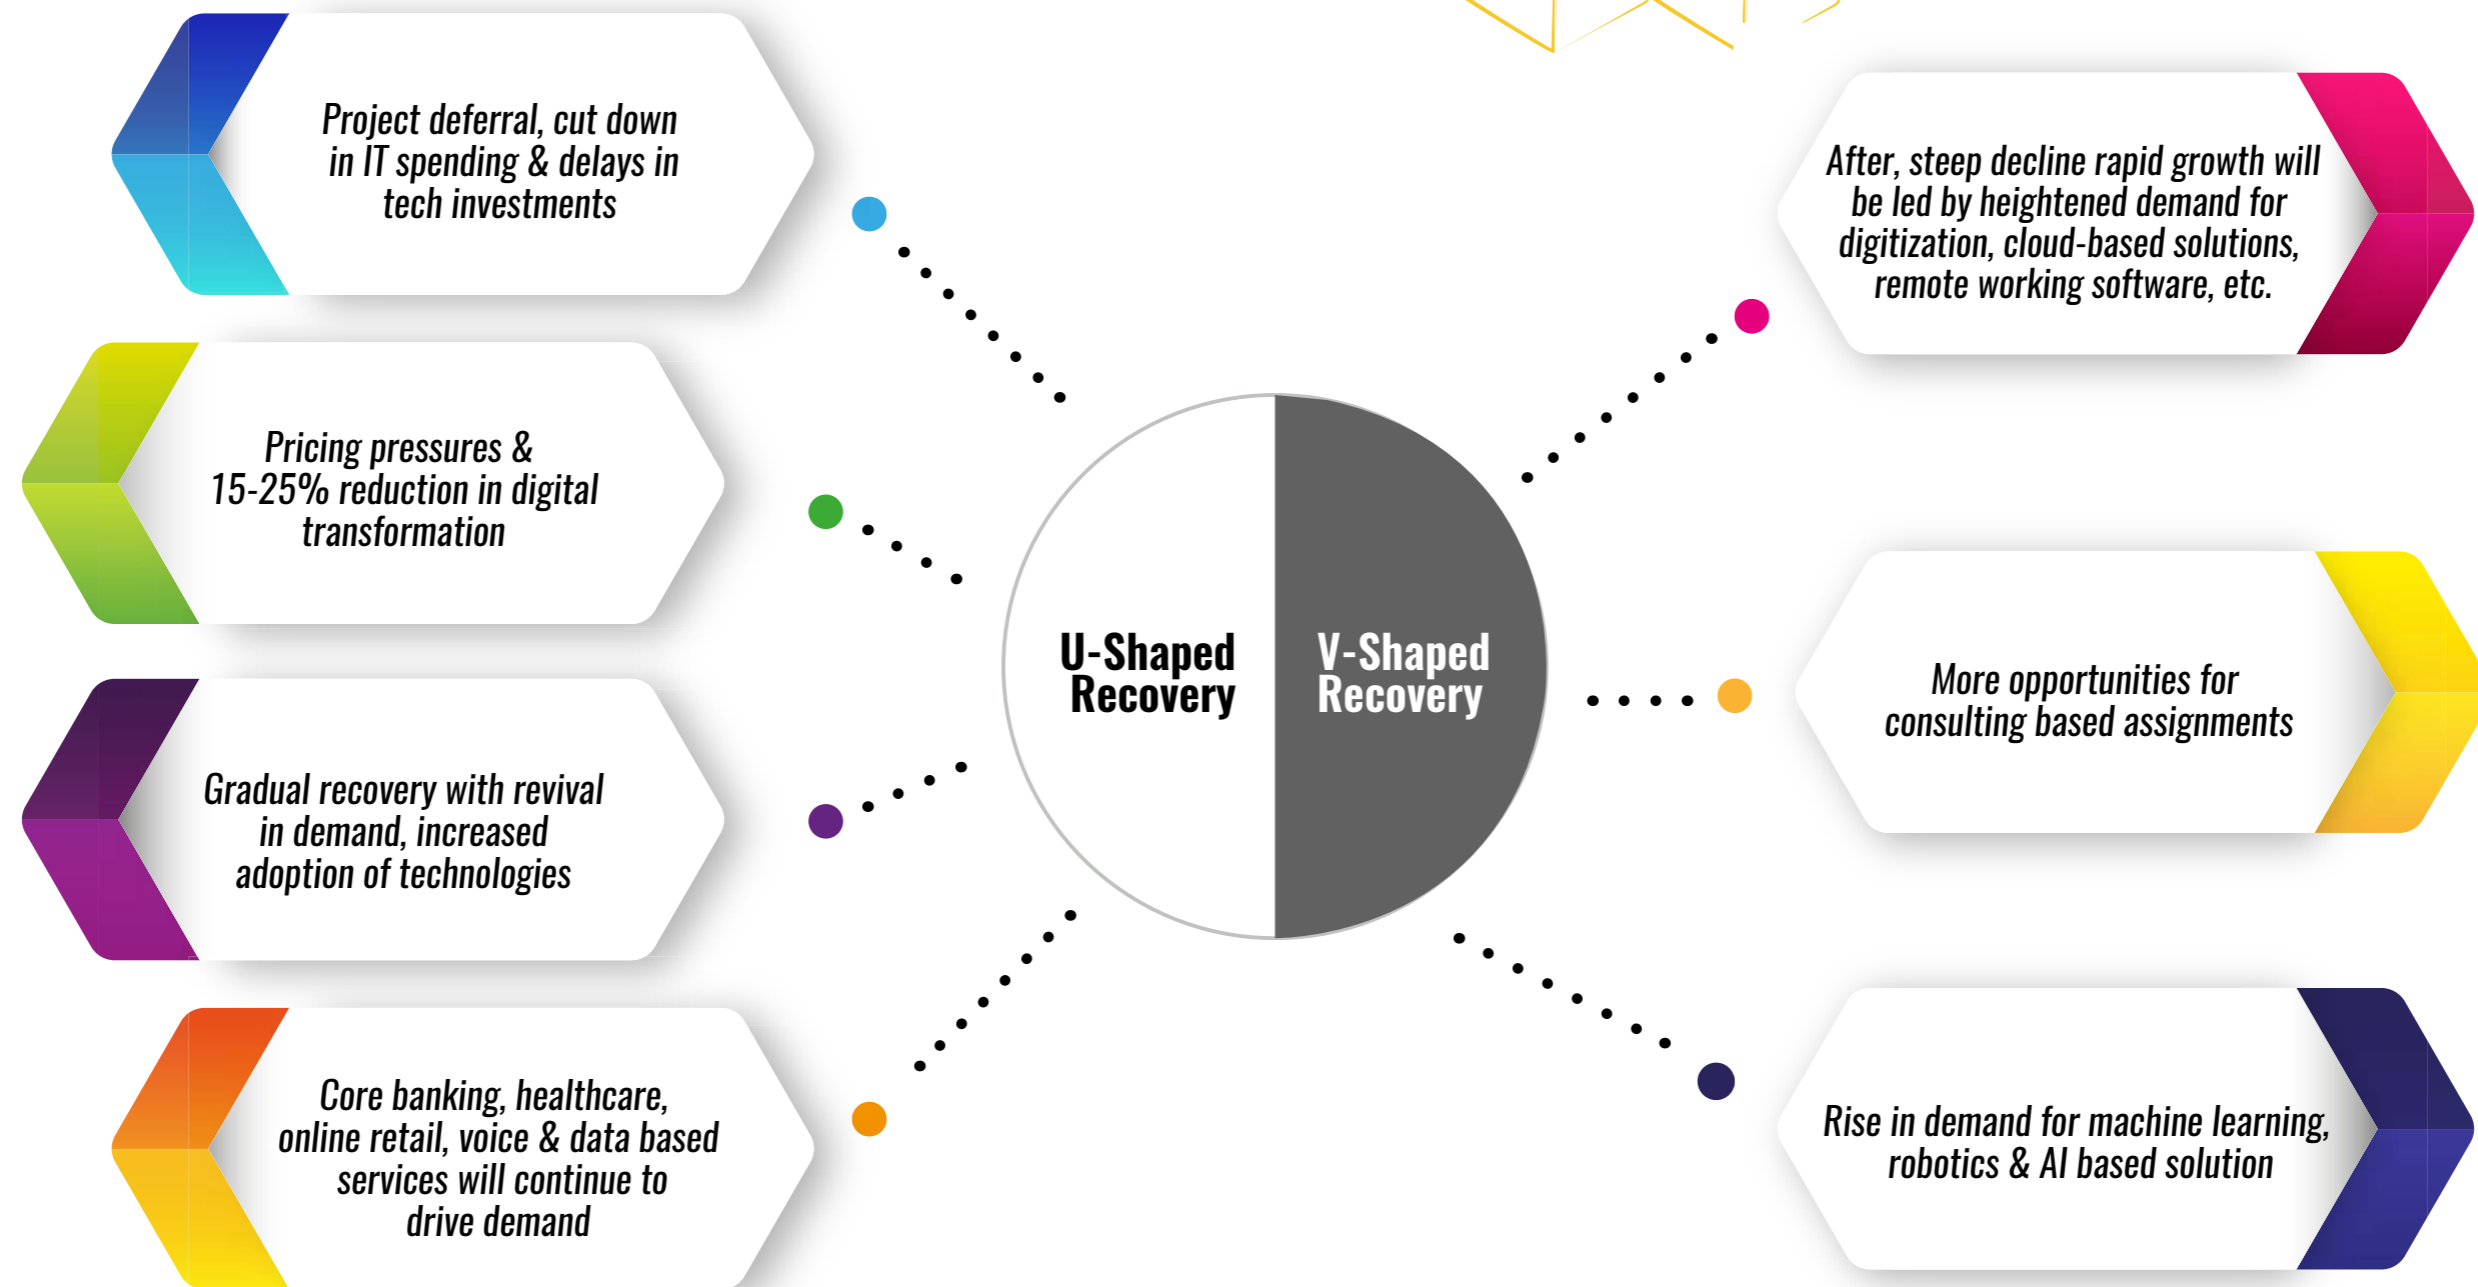 Project deferral, cut down
in IT spending & delays in
tech investments
Pricing pressures &
15-25% reduction in digital
transformation
Gradual recovery with revival
in demand, increased
adoption of technologies
Core banking, healthcare,
online retail, voice & data based
services will continue to
drive demand
U-Shaped
Recovery
V-Shaped
Recovery
After, steep decline rapid growth will
be led by heightened demand for
digitization, cloud-based solutions,
remote working software, etc.
More opportunities for
consulting based assignments
Rise in demand for machine learning,
robotics & AI based solution